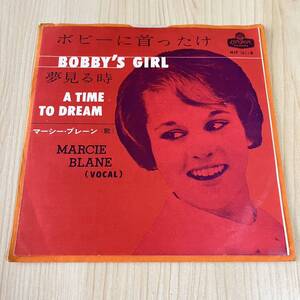 ボビーに首ったけ
LONDON
BOBBY'S GIRL
夢見る時
A TIME
TO DREAM
マーシー・ブレーン 歌
MARCIE
BLANE
(VOCAL)